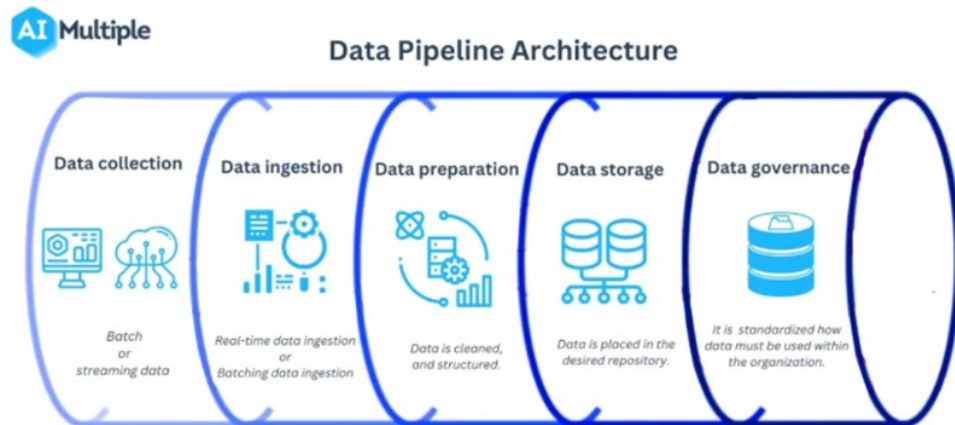 AI Multiple
Data Pipeline Architecture
Data collection
Batch
or
streaming data
Data ingestion
Real-time data ingestion
or
Batching data ingestion
Data preparation
Data is cleaned,
and structured.
Data storage
Data is placed in the
desired repository.
Data governance
It is standardized how
data must be used within
the organization.